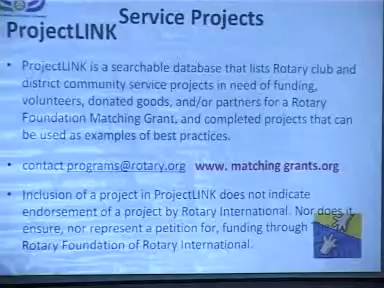 Service Projects
ProjectLINK
• ProjectLINK is a searchable database that lists Rotary club and
district community service projects in need of funding,
volunteers, donated goods, and/or partners for a Rotary
Foundation Matching Grant, and completed projects that can
be used as examples of best practices.
• contact programs@rotary.org www. matching grants.org
• Inclusion of a project in ProjectLINK does not indicate
endorsement of a project by Rotary International. Nor does it
ensure, nor represent a petition for, funding through
Rotary Foundation of Rotary International.